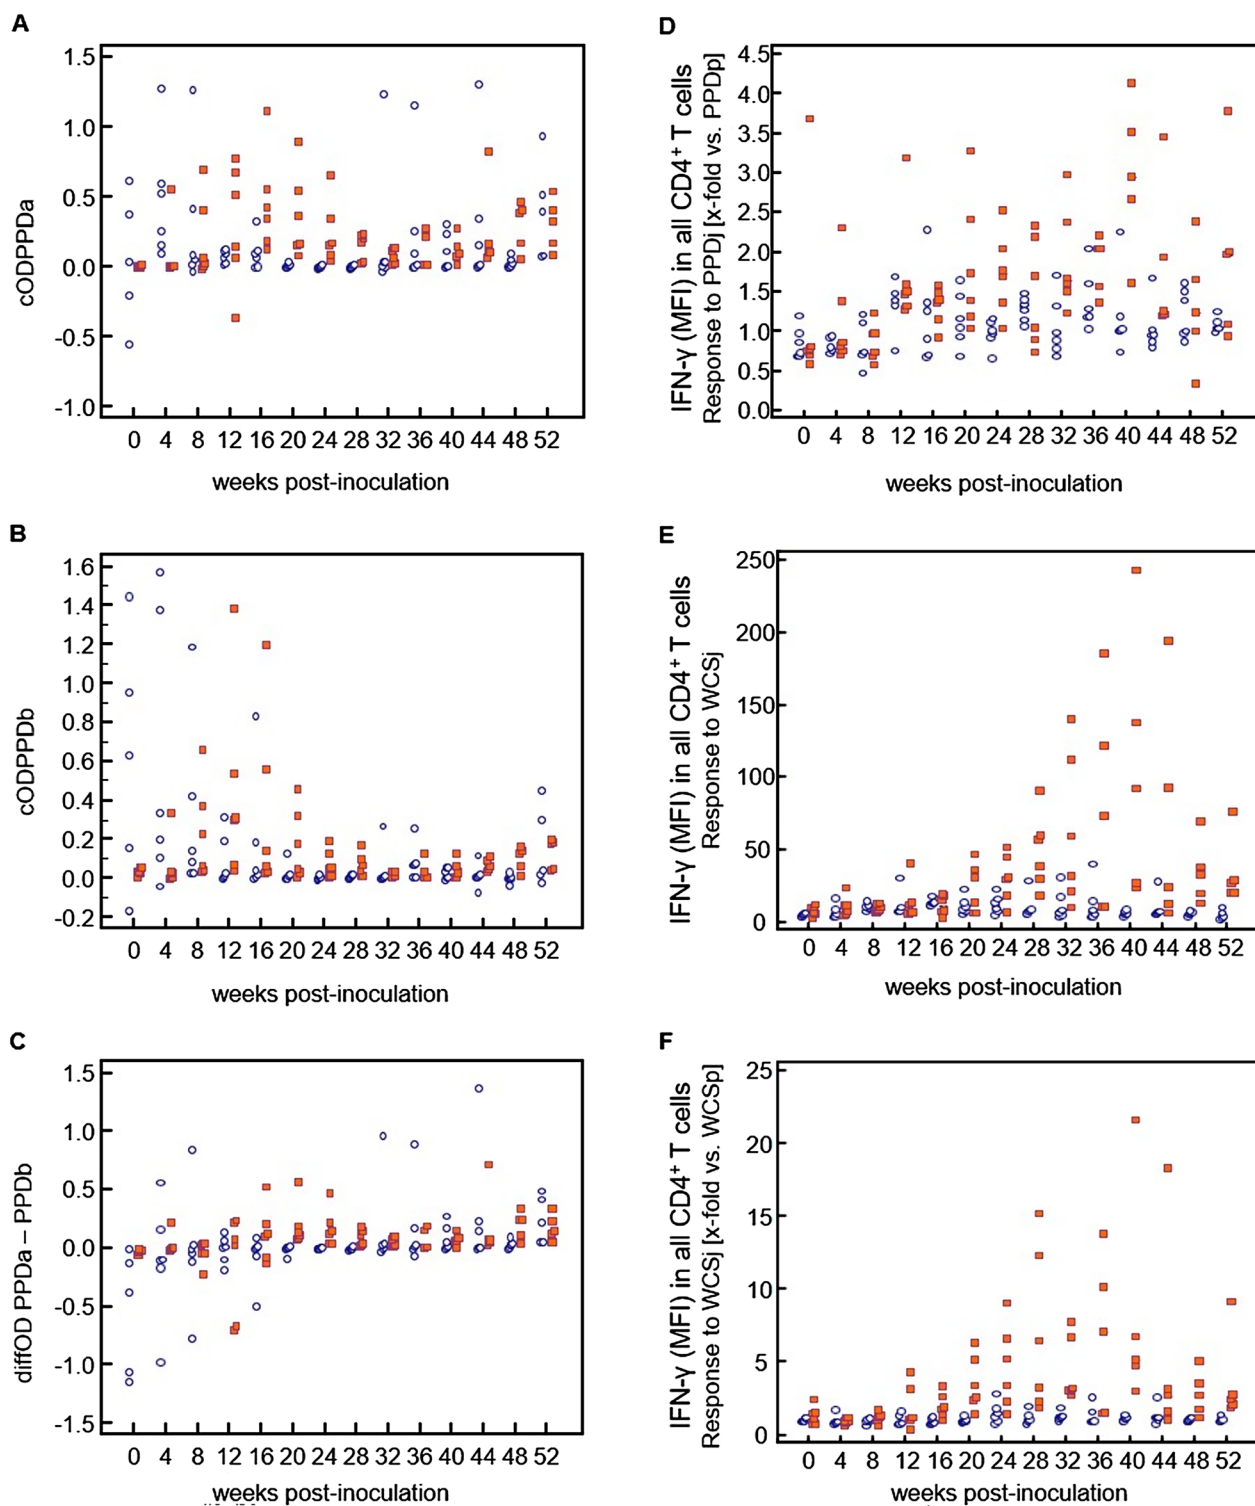 A
cODPPDa
1.5
1.0
0.5
0.0
-0.5
-1.0
0 4 8 12 16 20 24 28 32 36 40 44 48 52
weeks post-inoculation
B
cODPPDb
1.6
1.4
1.2
1.0
0.8
0.6
0.4
0.2
0.0
-0.2
0 4 8 12 16 20 24 28 32 36 40 44 48 52
weeks post-inoculation
C
diffOD PPDa – PPDb
1.5
1.0
0.5
0.0
-0.5
-1.0
-1.5
0 4 8 12 16 20 24 28 32 36 40 44 48 52
weeks post-inoculation
D
IFN-γ (MFI) in all CD4⁺ T cells
Response to PPDj [x-fold vs. PPDp]
4.5
4.0
3.5
3.0
2.5
2.0
1.5
1.0
0.5
0.0
0 4 8 12 16 20 24 28 32 36 40 44 48 52
weeks post-inoculation
E
IFN-γ (MFI) in all CD4⁺ T cells
Response to WCSj
250
200
150
100
50
0
0 4 8 12 16 20 24 28 32 36 40 44 48 52
weeks post-inoculation
F
IFN-γ (MFI) in all CD4⁺ T cells
Response to WCSj [x-fold vs. WCSp]
25
20
15
10
5
0
0 4 8 12 16 20 24 28 32 36 40 44 48 52
weeks post-inoculation